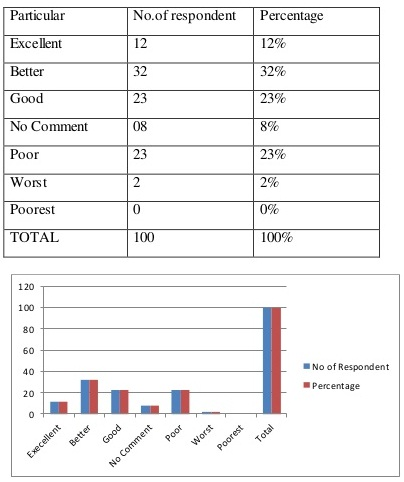 Particular No.of respondent Percentage
Excellent 12 12%
Better 32 32%
Good 23 23%
No Comment 08 8%
Poor 23 23%
Worst 2 2%
Poorest 0 0%
TOTAL 100 100%
120
100
80
60
40
20
0
Execellent Better Good No Comment Poor Worst Poorest Total
No of Respondent
Percentage